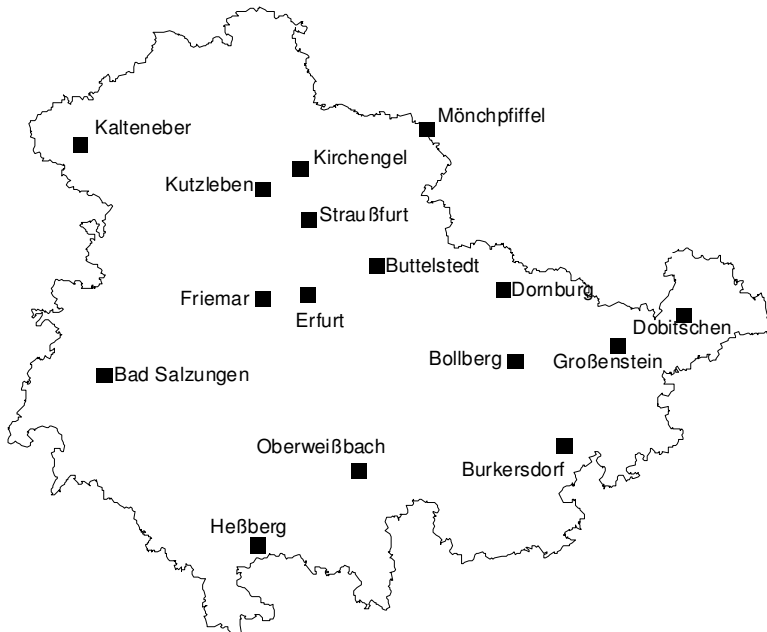 Mönchpfiffel
Kalteneber
Kirchengel
Kutzleben
Straußfurt
Buttelstedt
Dornburg
Friemar
Erfurt
Dobitschen
Bollberg
Großenstein
Bad Salzungen
Oberweißbach
Burkersdorf
Heßberg